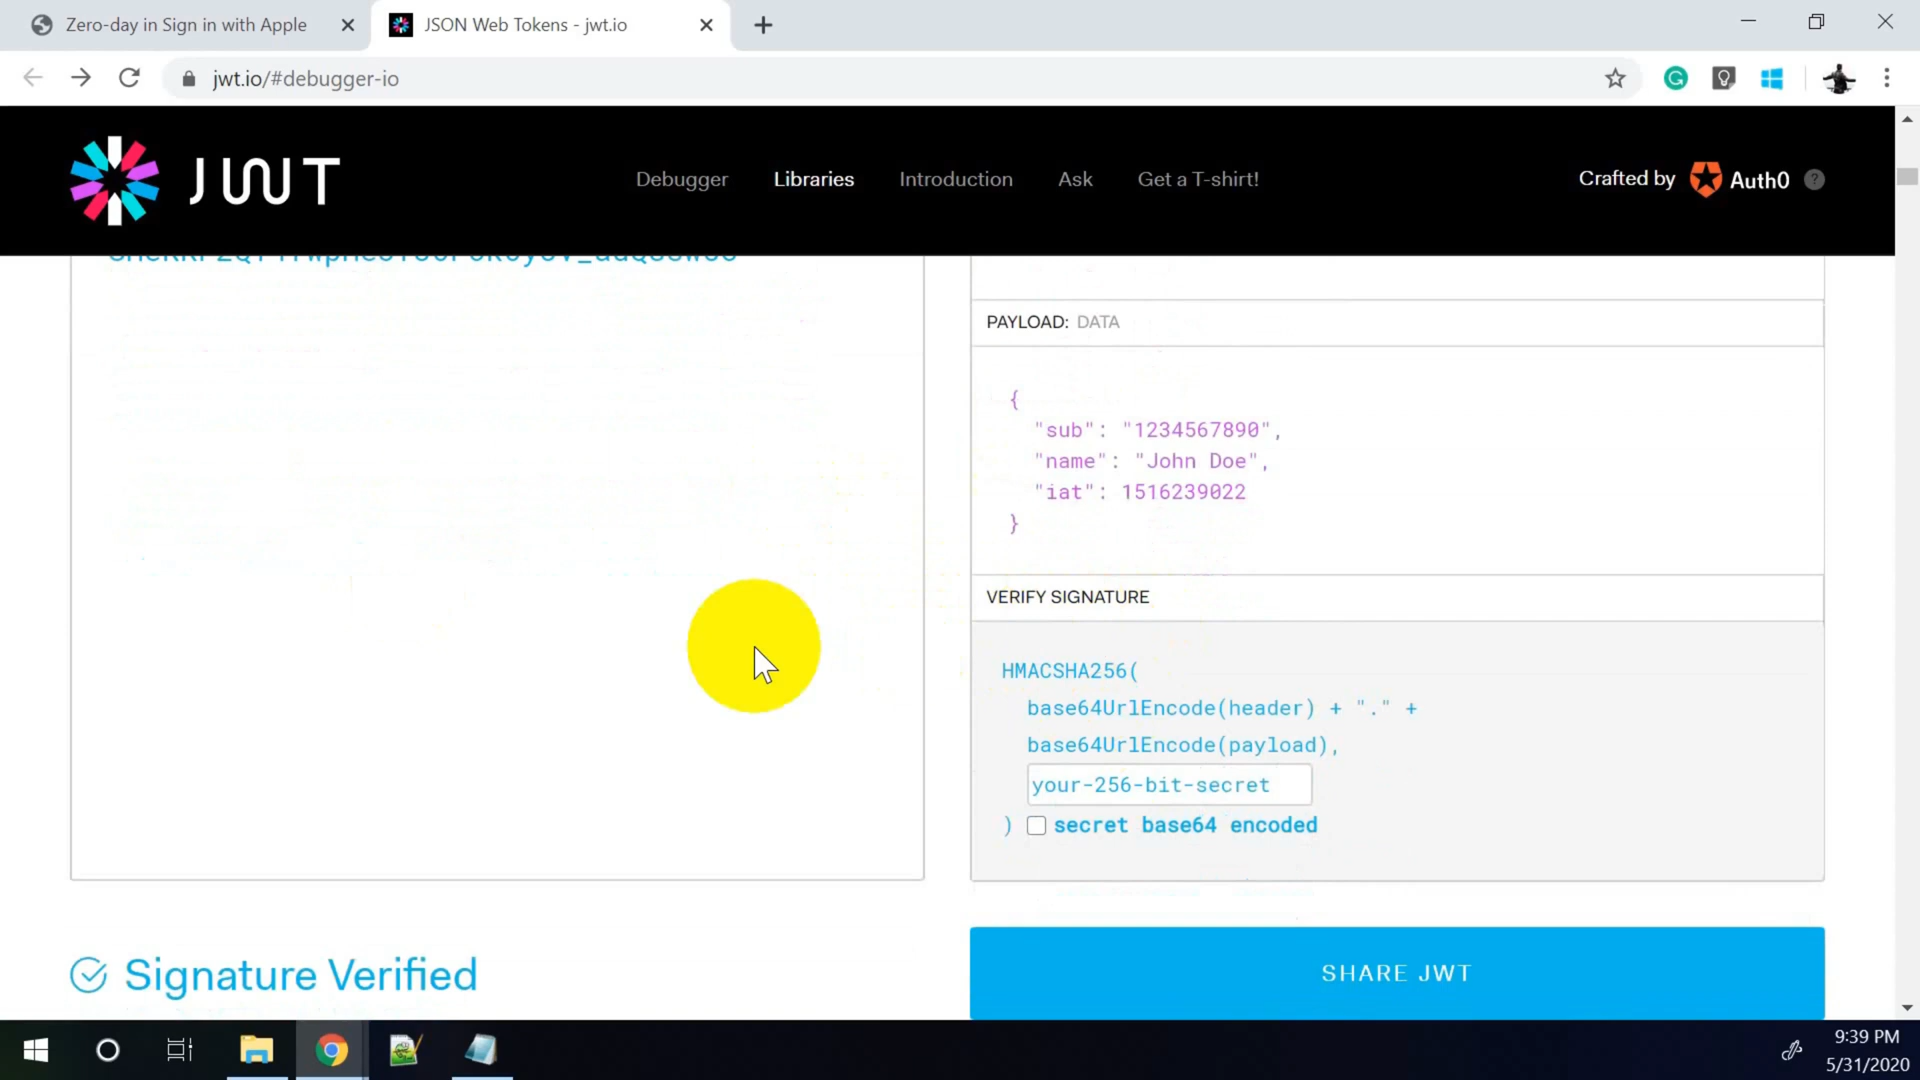 Zero-day in Sign in with Apple
JSON Web Tokens - jwt.io
jwt.io/#debugger-io
JWT
Debugger
Libraries
Introduction
Ask
Get a T-shirt!
Crafted by Auth0 ?
PAYLOAD: DATA
{
"sub": "1234567890",
"name": "John Doe",
"iat": 1516239022
}
VERIFY SIGNATURE
HMACSHA256(
base64UrlEncode(header) + "." +
base64UrlEncode(payload),
your-256-bit-secret
) secret base64 encoded
Signature Verified
SHARE JWT
9:39 PM
5/31/2020